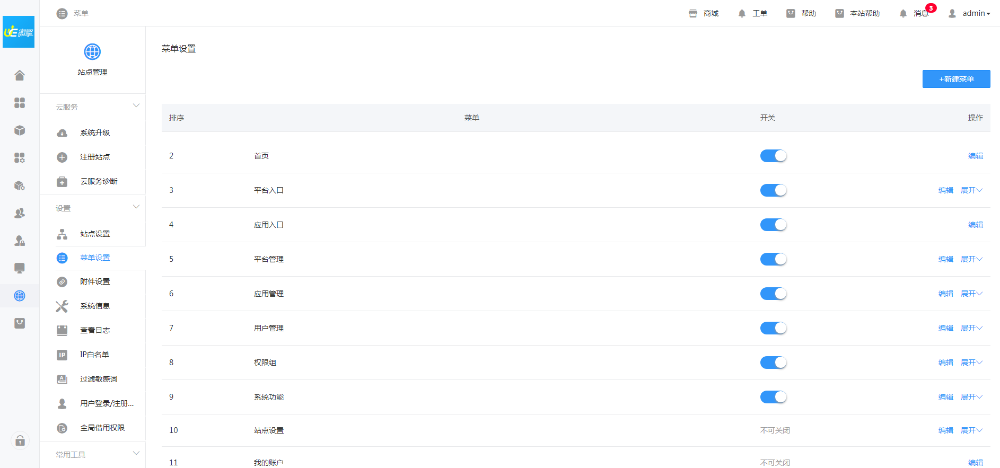 菜单
商城
工单
帮助
本站帮助
消息
3
admin
微擎
站点管理
云服务
系统升级
注册站点
云服务诊断
设置
站点设置
菜单设置
附件设置
系统信息
查看日志
IP
IP白名单
A
过滤敏感词
用户登录/注册...
全局借用权限
常用工具
菜单设置
+新建菜单
排序 菜单 开关 操作
2 首页 编辑
3 平台入口 编辑 展开
4 应用入口 编辑
5 平台管理 编辑 展开
6 应用管理 编辑 展开
7 用户管理 编辑 展开
8 权限组 编辑 展开
9 系统功能 编辑 展开
10 站点设置 不可关闭 编辑 展开
11 我的账户 不可关闭 编辑